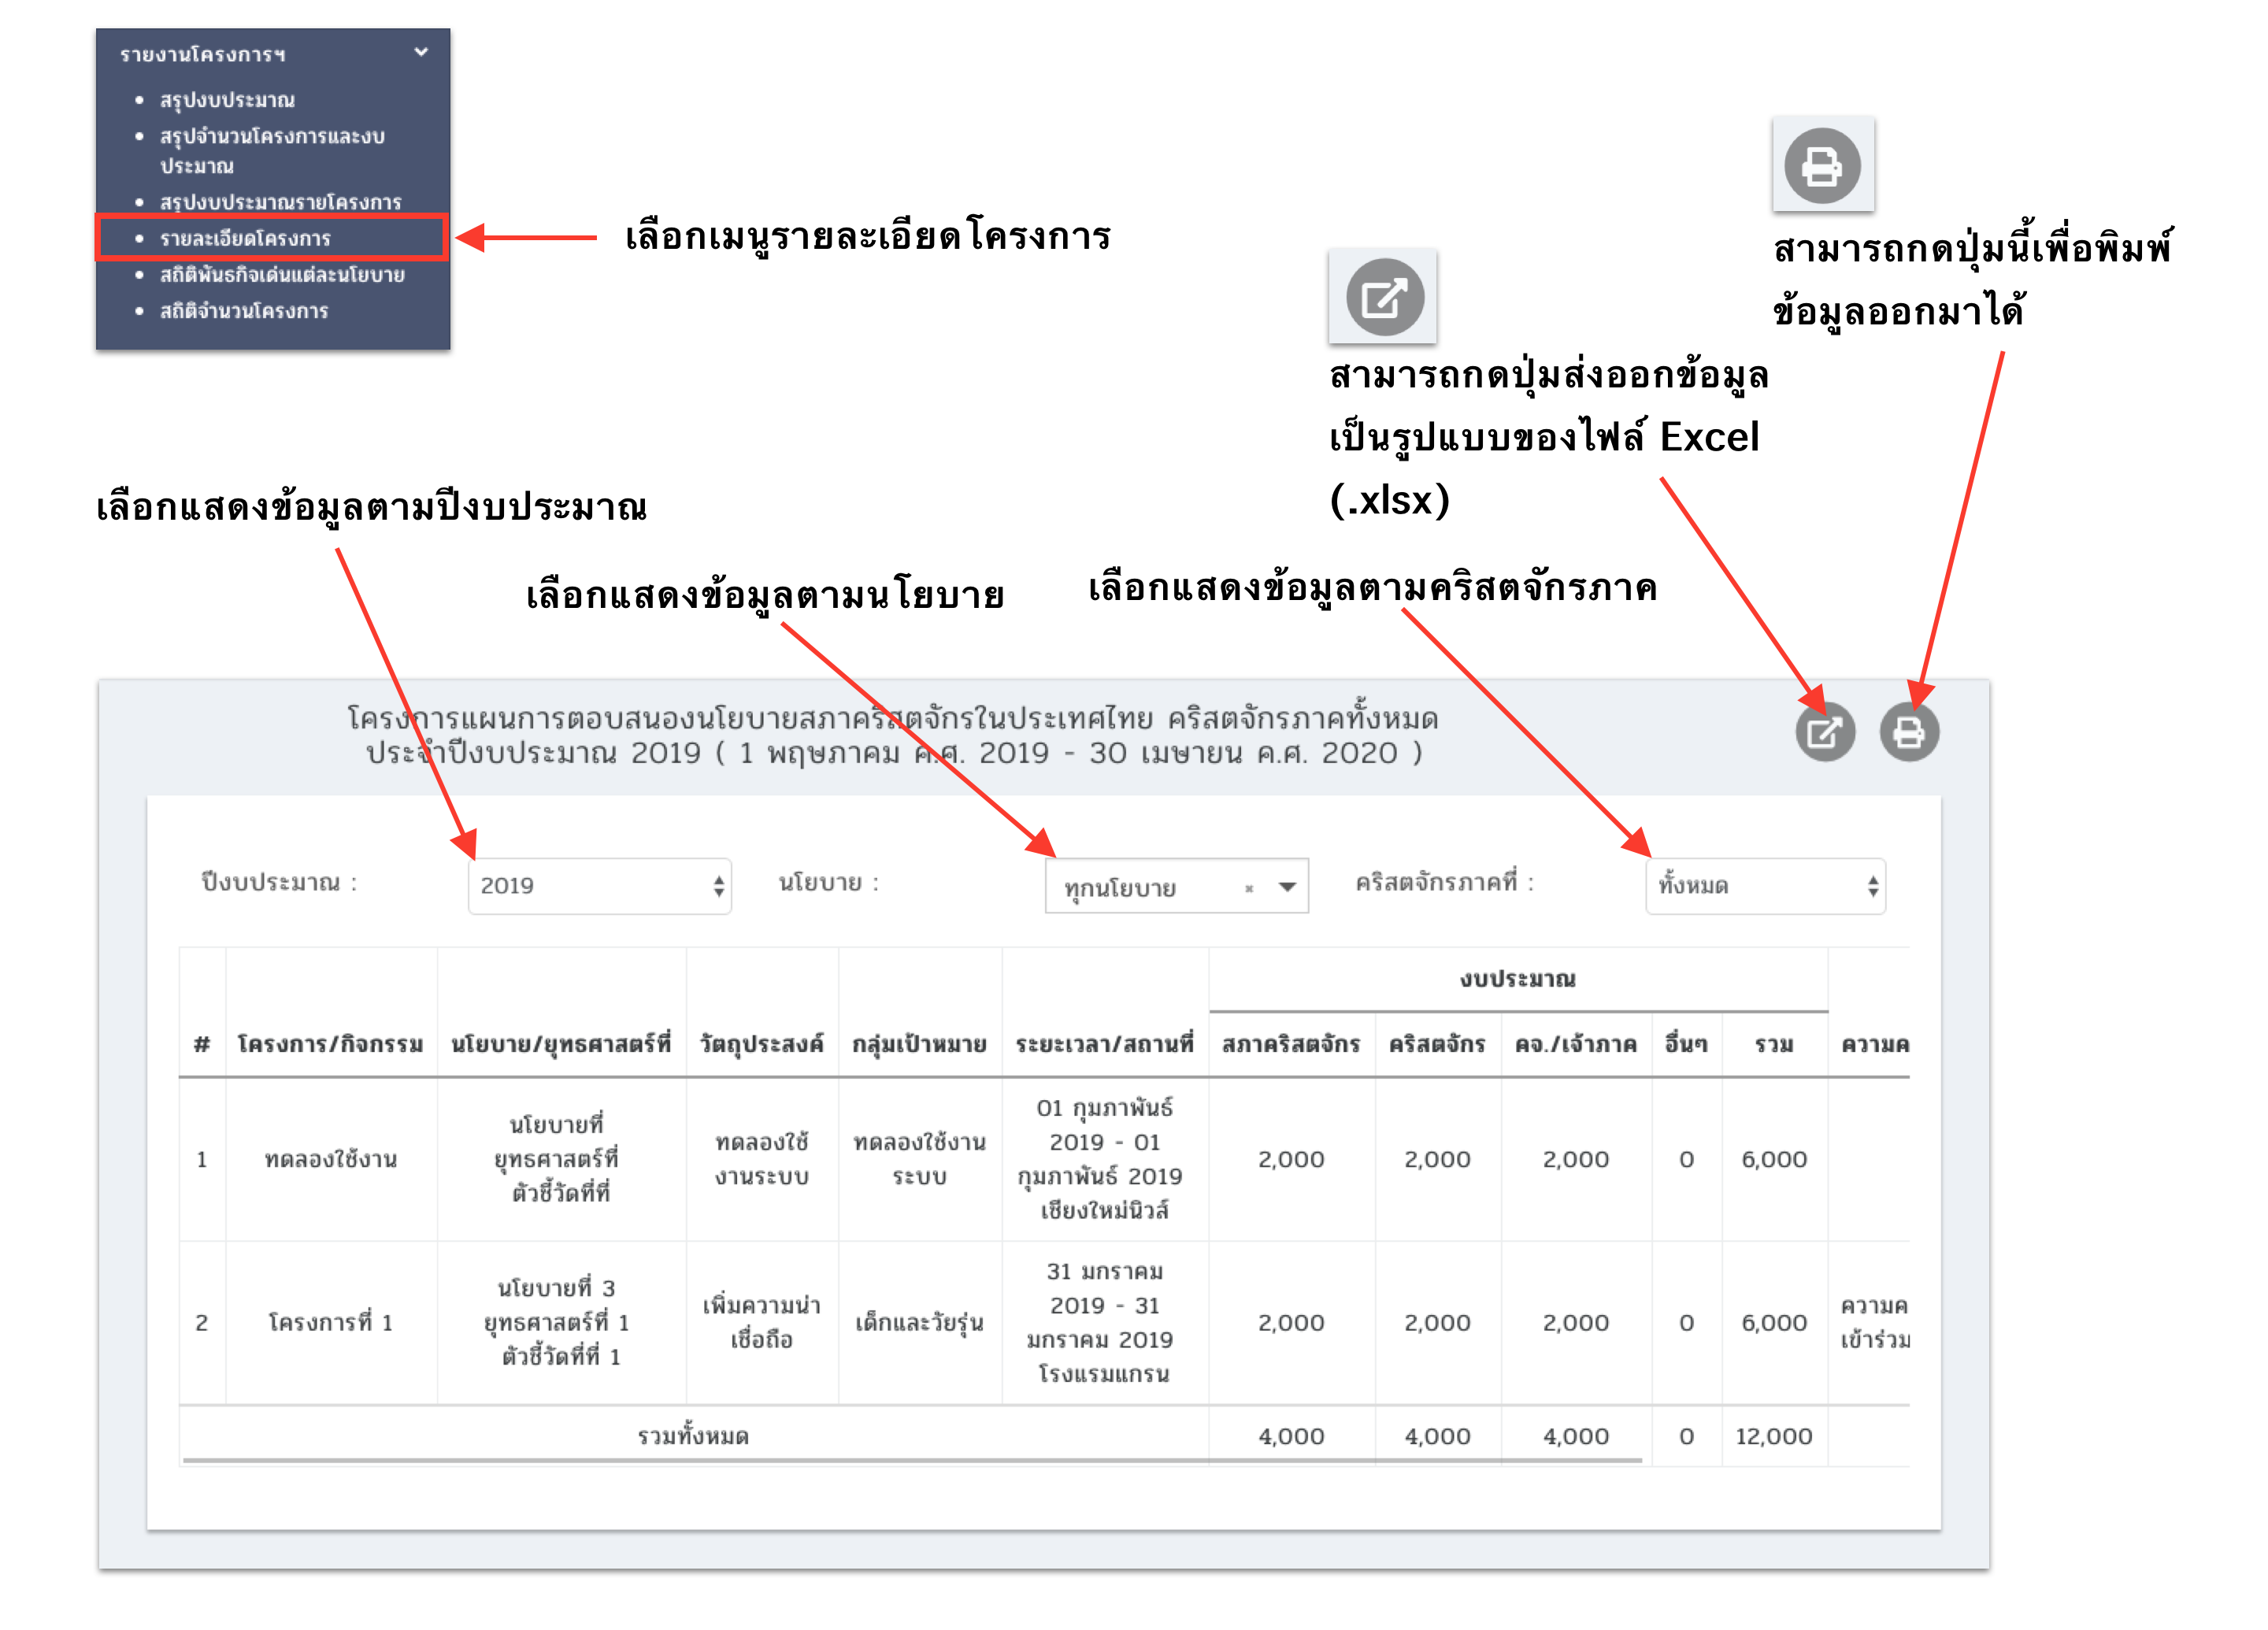 รายงานโครงการฯ
สรุปงบประมาณ
สรุปจำนวนโครงการและงบ
ประมาณ
สรุปงบประมาณรายโครงการ
รายละเอียดโครงการ
สถิติพันธกิจเด่นแต่ละนโยบาย
สถิติจำนวนโครงการ
เลือกเมนูรายละเอียดโครงการ
สามารถกดปุ่มนี้เพื่อพิมพ์
ข้อมูลออกมาได้
สามารถกดปุ่มส่งออกข้อมูล
เป็นรูปแบบของไฟล์ Excel
(.xlsx)
เลือกแสดงข้อมูลตามปีงบประมาณ
เลือกแสดงข้อมูลตามนโยบาย
เลือกแสดงข้อมูลตามคริสตจักรภาค
โครงการแผนการตอบสนองนโยบายสภาคริสตจักรในประเทศไทย คริสตจักรภาคทั้งหมด
ประจำปีงบประมาณ 2019 ( 1 พฤษภาคม ค.ศ. 2019 - 30 เมษายน ค.ศ. 2020 )
ปีงบประมาณ : 2019 นโยบาย : ทุกนโยบาย × คริสตจักรภาคที่ : ทั้งหมด
งบประมาณ
# โครงการ/กิจกรรม นโยบาย/ยุทธศาสตร์ที่ วัตถุประสงค์ กลุ่มเป้าหมาย ระยะเวลา/สถานที่ สภาคริสตจักร คริสตจักร คจ./เจ้าภาค อื่นๆ รวม ความค
1 ทดลองใช้งาน
นโยบายที่
ยุทธศาสตร์ที่
ตัวชี้วัดที่ที่
ทดลองใช้
งานระบบ
ทดลองใช้งาน
ระบบ
01 กุมภาพันธ์
2019 - 01
กุมภาพันธ์ 2019
เชียงใหม่นิวส์
2,000 2,000 2,000 0 6,000
2 โครงการที่ 1
นโยบายที่ 3
ยุทธศาสตร์ที่ 1
ตัวชี้วัดที่ที่ 1
เพิ่มความน่า
เชื่อถือ
เด็กและวัยรุ่น
31 มกราคม
2019 - 31
มกราคม 2019
โรงแรมแกรน
2,000 2,000 2,000 0 6,000
ความค
เข้าร่วม
รวมทั้งหมด 4,000 4,000 4,000 0 12,000